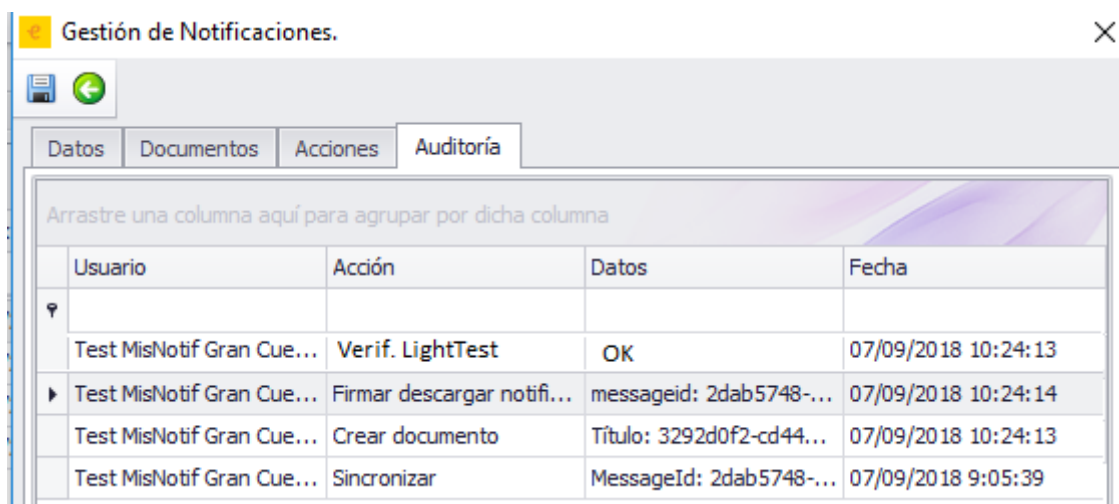 e Gestión de Notificaciones.
Datos Documentos Acciones Auditoría
Arrastre una columna aquí para agrupar por dicha columna
Usuario Acción Datos Fecha
Test MisNotif Gran Cue... Verif. LightTest OK 07/09/2018 10:24:13
Test MisNotif Gran Cue... Firmar descargar notifi... messageid: 2dab5748-... 07/09/2018 10:24:14
Test MisNotif Gran Cue... Crear documento Título: 3292d0f2-cd44... 07/09/2018 10:24:13
Test MisNotif Gran Cue... Sincronizar MessageId: 2dab5748-... 07/09/2018 9:05:39